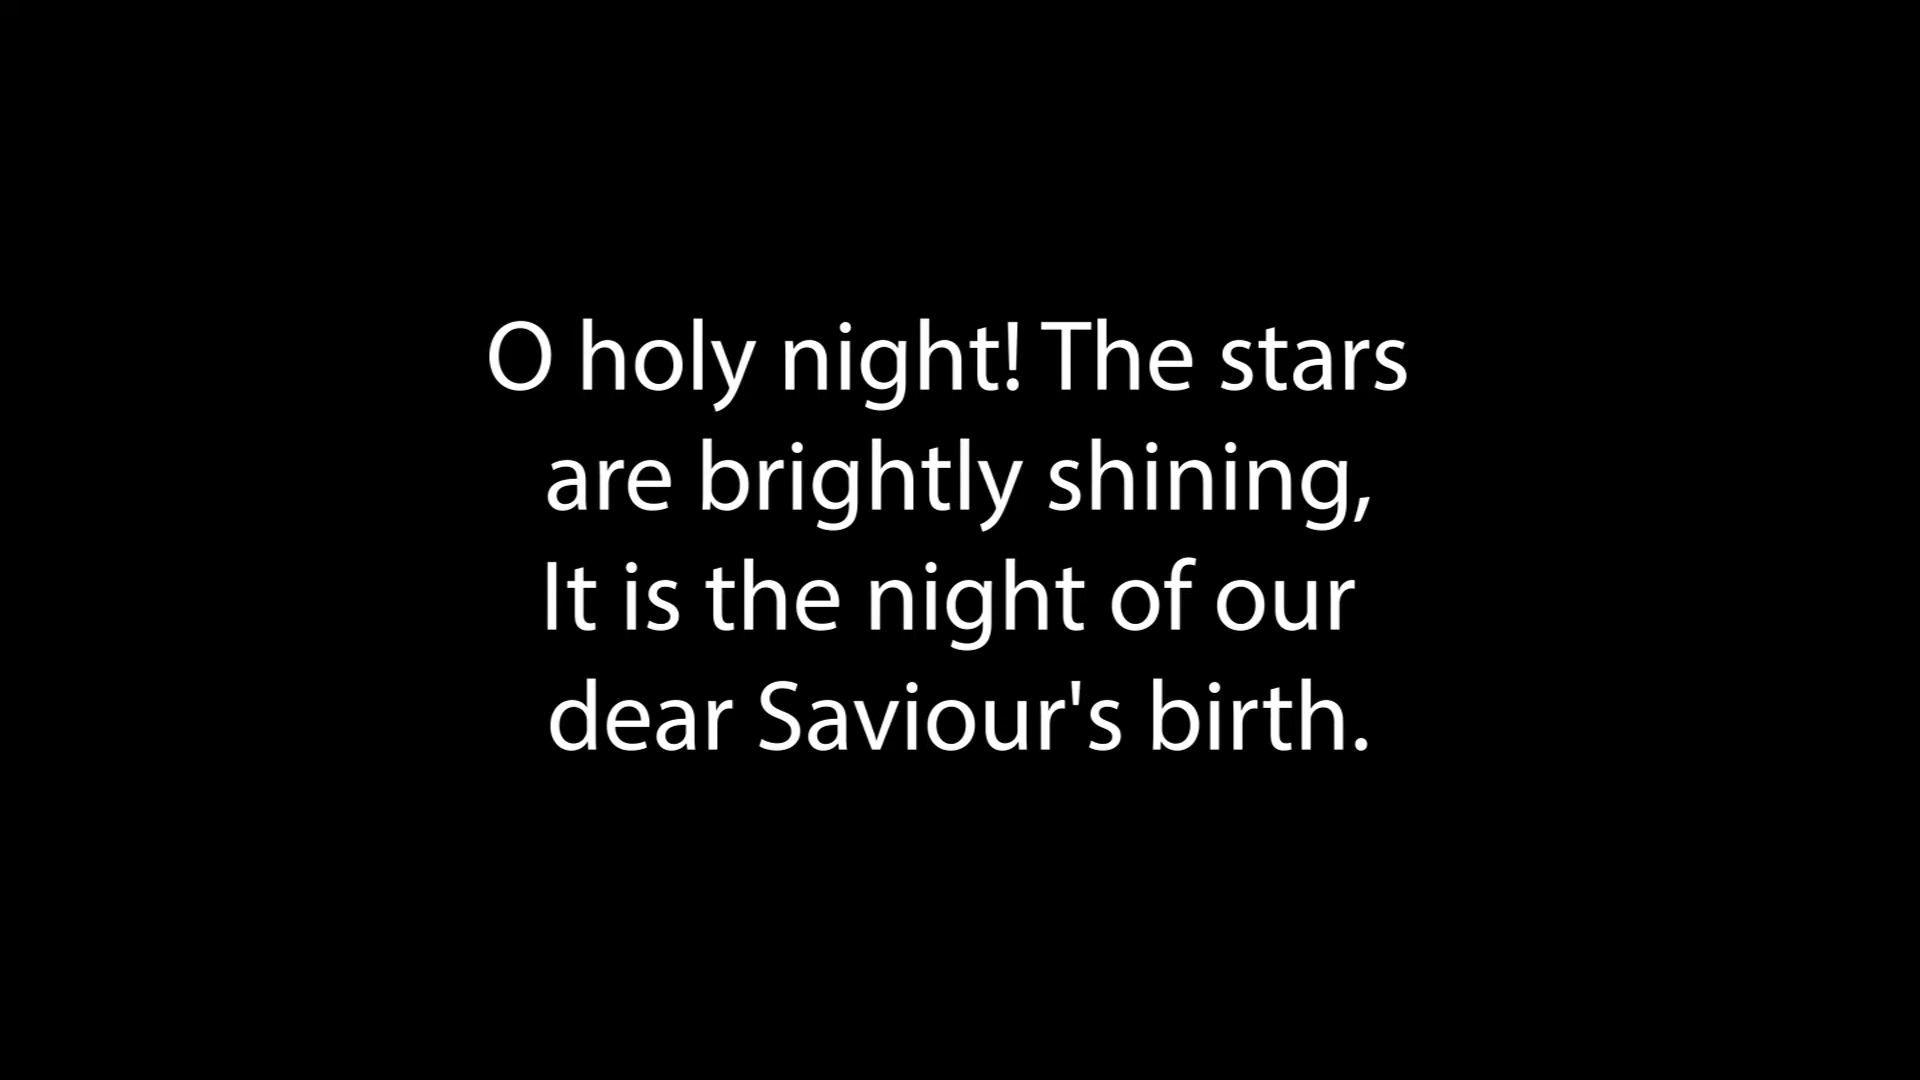 O holy night! The stars
are brightly shining,
It is the night of our
dear Saviour's birth.